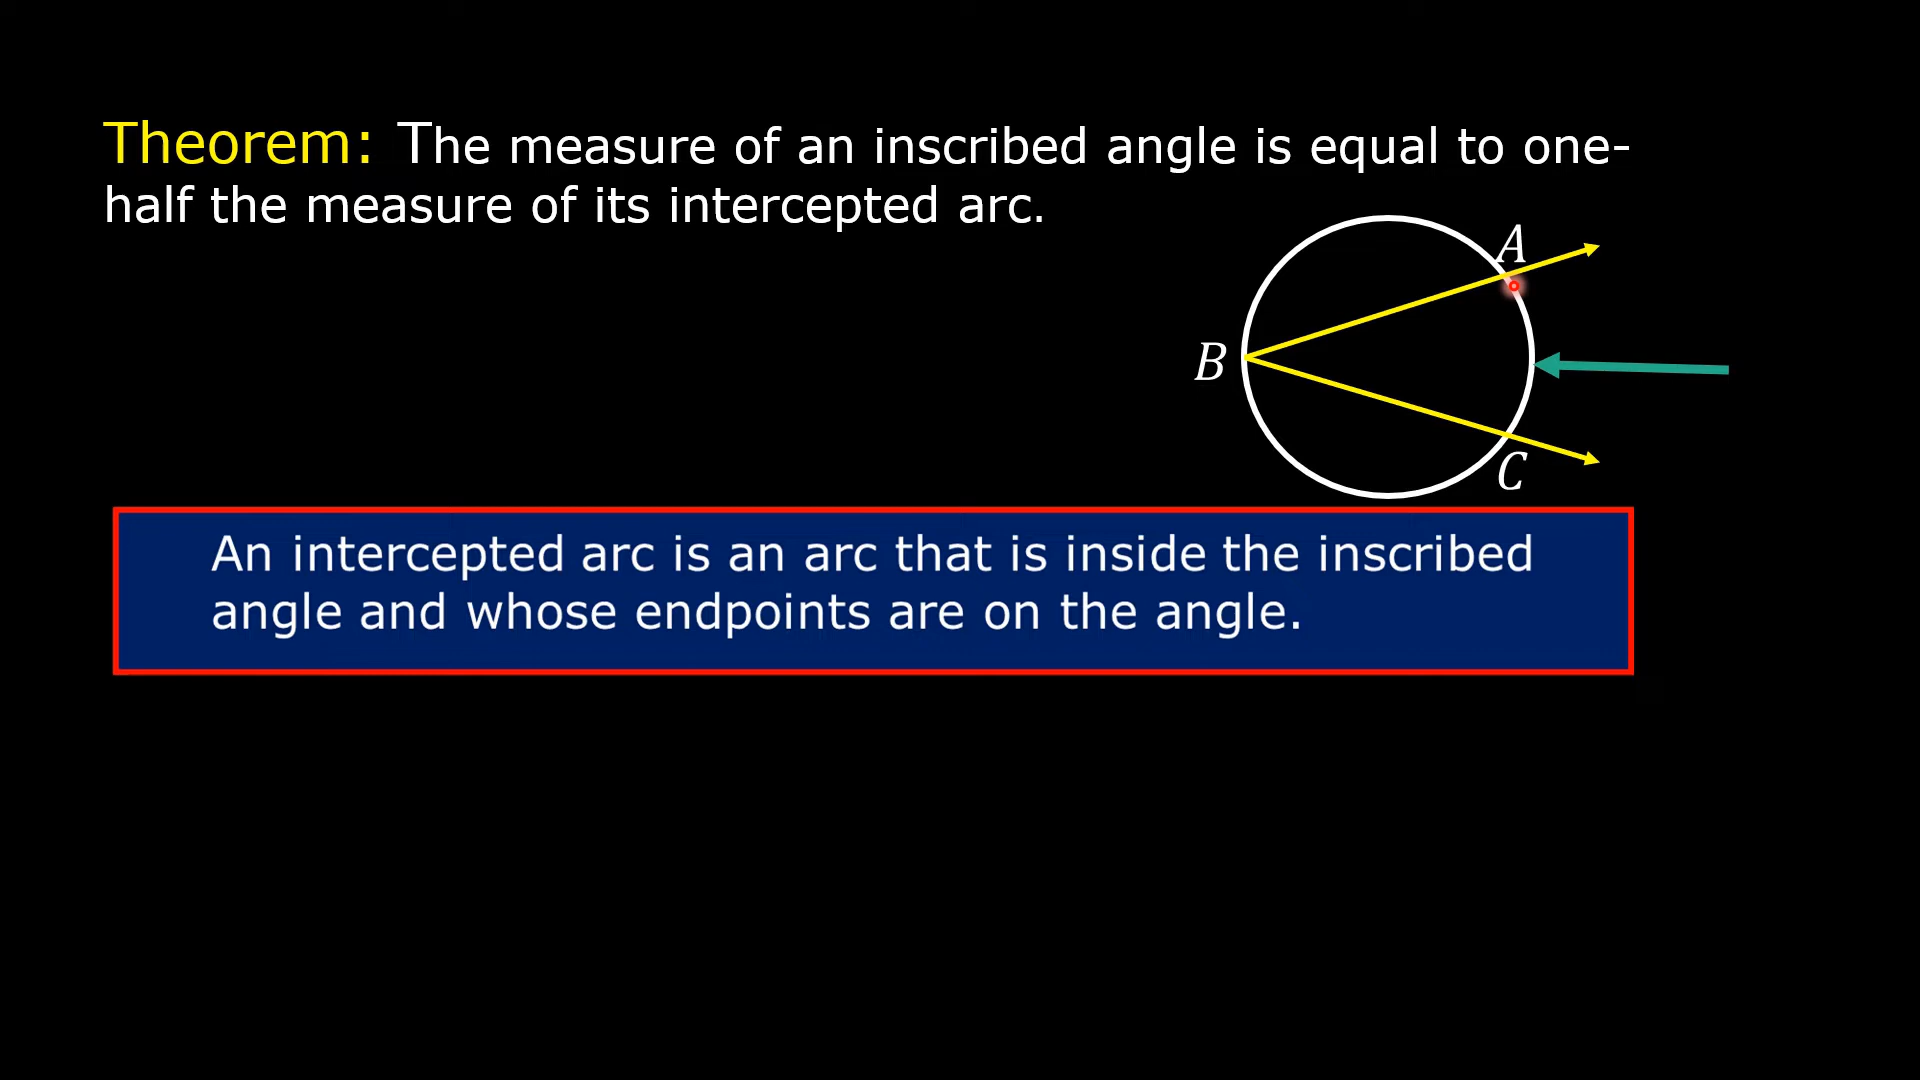 Theorem: The measure of an inscribed angle is equal to one-
half the measure of its intercepted arc.
A
B
C
An intercepted arc is an arc that is inside the inscribed
angle and whose endpoints are on the angle.